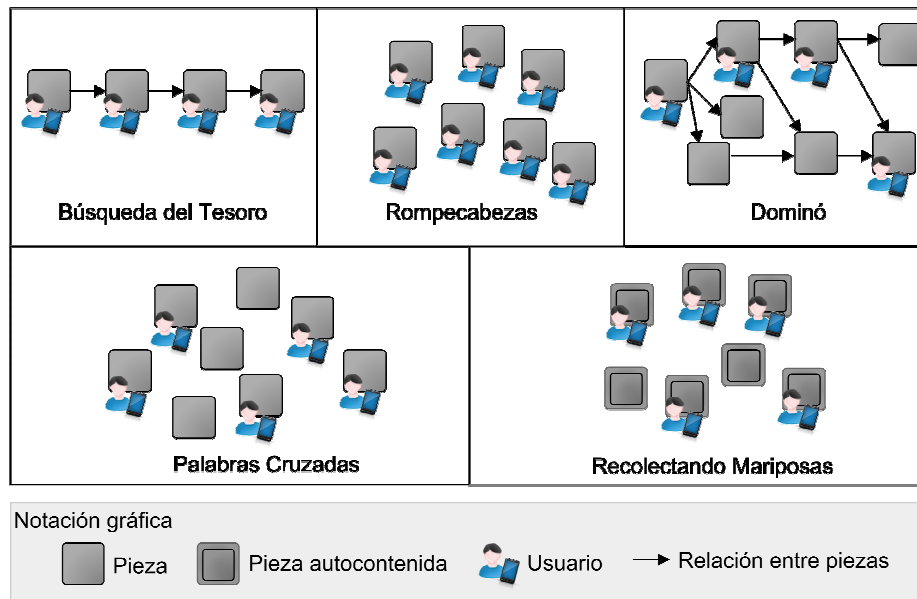 Búsqueda del Tesoro
Rompecabezas
Dominó
Palabras Cruzadas
Recolectando Mariposas
Notación gráfica
Pieza
Pieza autocontenida
Usuario
Relación entre piezas